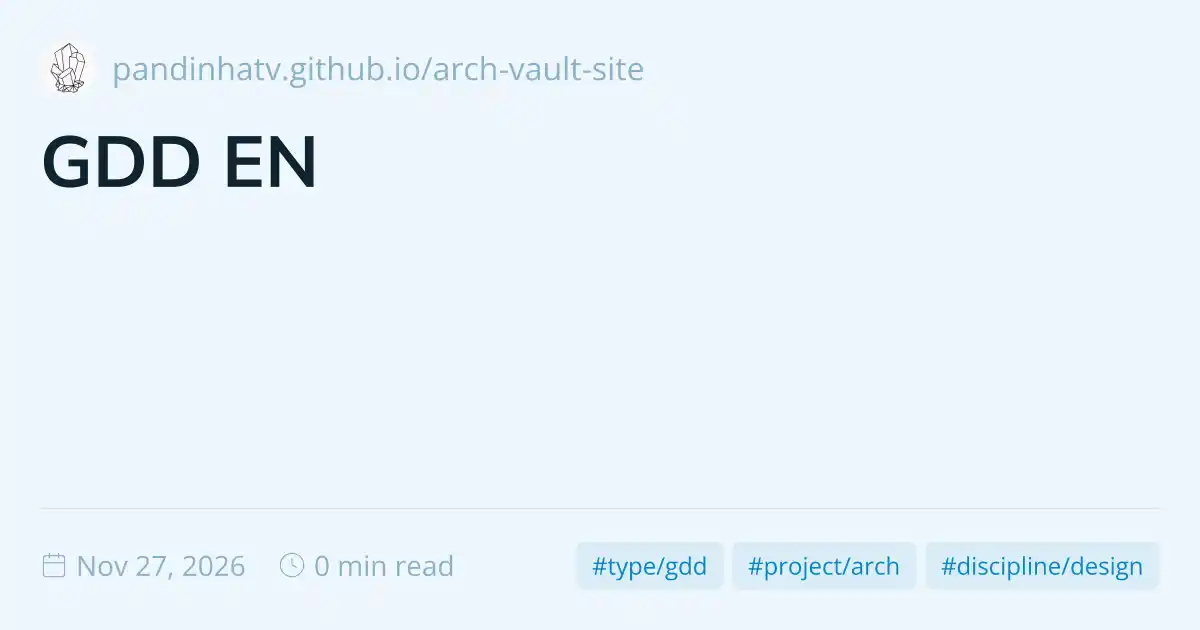 pandinhatv.github.io/arch-vault-site
GDD EN
Nov 27, 2026 0 min read #type/gdd #project/arch #discipline/design